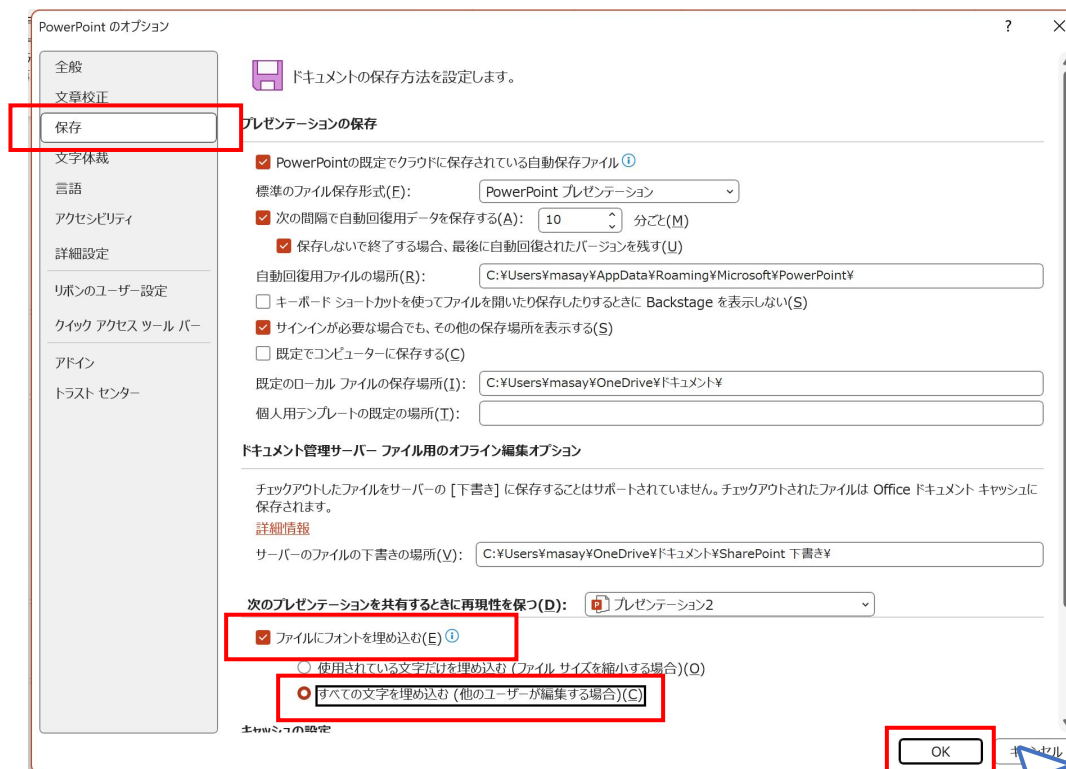 PowerPoint のオプション
?
全般
文章校正
保存
文字体裁
言語
アクセシビリティ
詳細設定
リボンのユーザー設定
クイック アクセス ツール バー
アドイン
トラスト センター
ドキュメントの保存方法を設定します。
プレゼンテーションの保存
PowerPointの既定でクラウドに保存されている自動保存ファイル
標準のファイル保存形式(F): PowerPoint プレゼンテーション
次の間隔で自動回復用データを保存する(A): 10 分ごと(M)
保存しないで終了する場合、最後に自動回復されたバージョンを残す(U)
自動回復用ファイルの場所(R): C:¥Users¥masay¥AppData¥Roaming¥Microsoft¥PowerPoint¥
キーボード ショートカットを使ってファイルを開いたり保存したりするときに Backstage を表示しない(S)
サインインが必要な場合でも、その他の保存場所を表示する(S)
既定でコンピューターに保存する(C)
既定のローカル ファイルの保存場所(I): C:¥Users¥masay¥OneDrive¥ドキュメント¥
個人用テンプレートの既定の場所(T):
ドキュメント管理サーバー ファイル用のオフライン編集オプション
チェックアウトしたファイルをサーバーの [下書き] に保存することはサポートされていません。チェックアウトされたファイルは Office ドキュメント キャッシュに
保存されます。
詳細情報
サーバーのファイルの下書きの場所(V): C:¥Users¥masay¥OneDrive¥ドキュメント¥SharePoint 下書き¥
次のプレゼンテーションを共有するときに再現性を保つ(D): プレゼンテーション2
ファイルにフォントを埋め込む(E)
使用されている文字だけを埋め込む (ファイル サイズを縮小する場合)(O)
すべての文字を埋め込む (他のユーザーが編集する場合)(C)
キャッシュの設定
OK